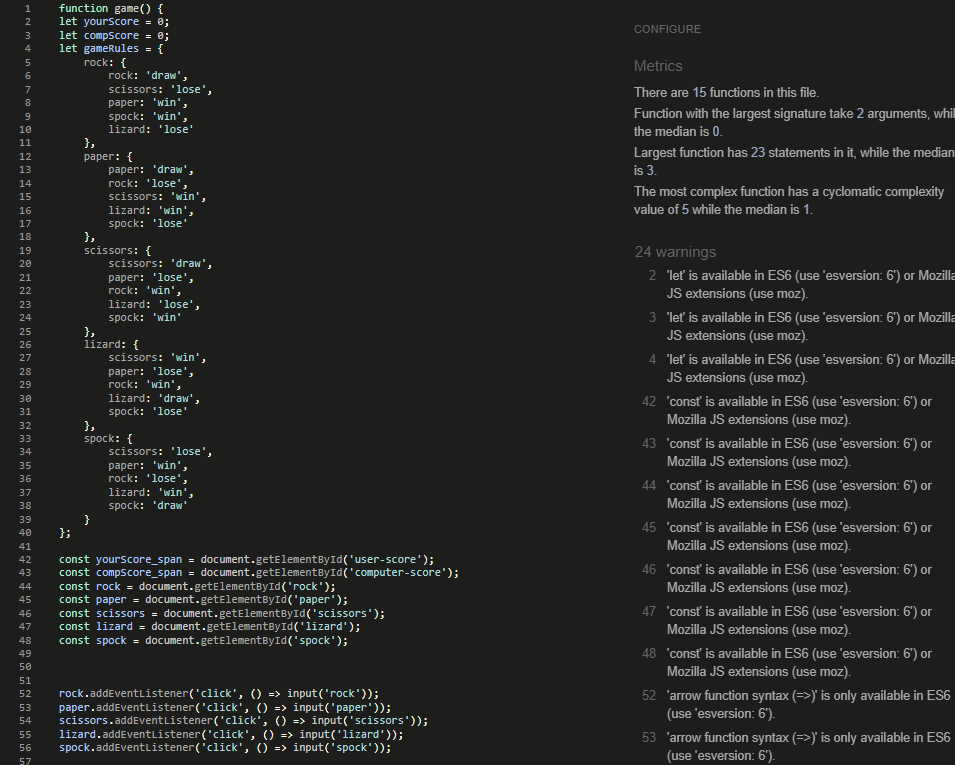 1 function game() {
2 let yourScore = 0;
3 let compScore = 0;
4 let gameRules = {
5 rock: {
6 rock: 'draw',
7 scissors: 'lose',
8 paper: 'win',
9 spock: 'win',
10 lizard: 'lose'
11 },
12 paper: {
13 paper: 'draw',
14 rock: 'lose',
15 scissors: 'win',
16 lizard: 'win',
17 spock: 'lose'
18 },
19 scissors: {
20 scissors: 'draw',
21 paper: 'lose',
22 rock: 'win',
23 lizard: 'lose',
24 spock: 'win'
25 },
26 lizard: {
27 scissors: 'win',
28 paper: 'lose',
29 rock: 'win',
30 lizard: 'draw',
31 spock: 'lose'
32 },
33 spock: {
34 scissors: 'lose',
35 paper: 'win',
36 rock: 'lose',
37 lizard: 'win',
38 spock: 'draw'
39 }
40 };
41
42 const yourScore_span = document.getElementById('user-score');
43 const compScore_span = document.getElementById('computer-score');
44 const rock = document.getElementById('rock');
45 const paper = document.getElementById('paper');
46 const scissors = document.getElementById('scissors');
47 const lizard = document.getElementById('lizard');
48 const spock = document.getElementById('spock');
49
50
51
52 rock.addEventListener('click', () => input('rock'));
53 paper.addEventListener('click', () => input('paper'));
54 scissors.addEventListener('click', () => input('scissors'));
55 lizard.addEventListener('click', () => input('lizard'));
56 spock.addEventListener('click', () => input('spock'));
57
CONFIGURE
Metrics
There are 15 functions in this file.
Function with the largest signature take 2 arguments, whil
the median is 0.
Largest function has 23 statements in it, while the median
is 3.
The most complex function has a cyclomatic complexity
value of 5 while the median is 1.
24 warnings
2 'let' is available in ES6 (use 'esversion: 6') or Mozilla
JS extensions (use moz).
3 'let' is available in ES6 (use 'esversion: 6') or Mozilla
JS extensions (use moz).
4 'let' is available in ES6 (use 'esversion: 6') or Mozilla
JS extensions (use moz).
42 'const' is available in ES6 (use 'esversion: 6') or
Mozilla JS extensions (use moz).
43 'const' is available in ES6 (use 'esversion: 6') or
Mozilla JS extensions (use moz).
44 'const' is available in ES6 (use 'esversion: 6') or
Mozilla JS extensions (use moz).
45 'const' is available in ES6 (use 'esversion: 6') or
Mozilla JS extensions (use moz).
46 'const' is available in ES6 (use 'esversion: 6') or
Mozilla JS extensions (use moz).
47 'const' is available in ES6 (use 'esversion: 6') or
Mozilla JS extensions (use moz).
48 'const' is available in ES6 (use 'esversion: 6') or
Mozilla JS extensions (use moz).
52 'arrow function syntax (=>)' is only available in ES6
(use 'esversion: 6').
53 'arrow function syntax (=>)' is only available in ES6
(use 'esversion: 6').